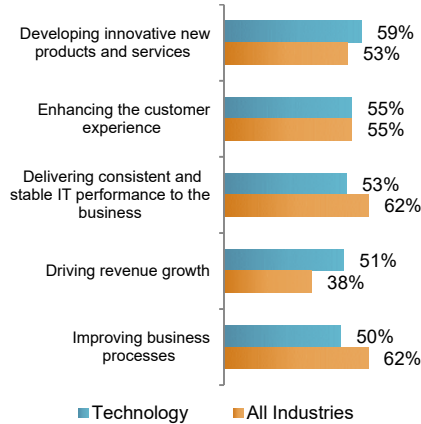 Developing innovative new
products and services
59%
53%
Enhancing the customer
experience
55%
55%
Delivering consistent and
stable IT performance to the
business
53%
62%
Driving revenue growth
51%
38%
Improving business
processes
50%
62%
Technology
All Industries